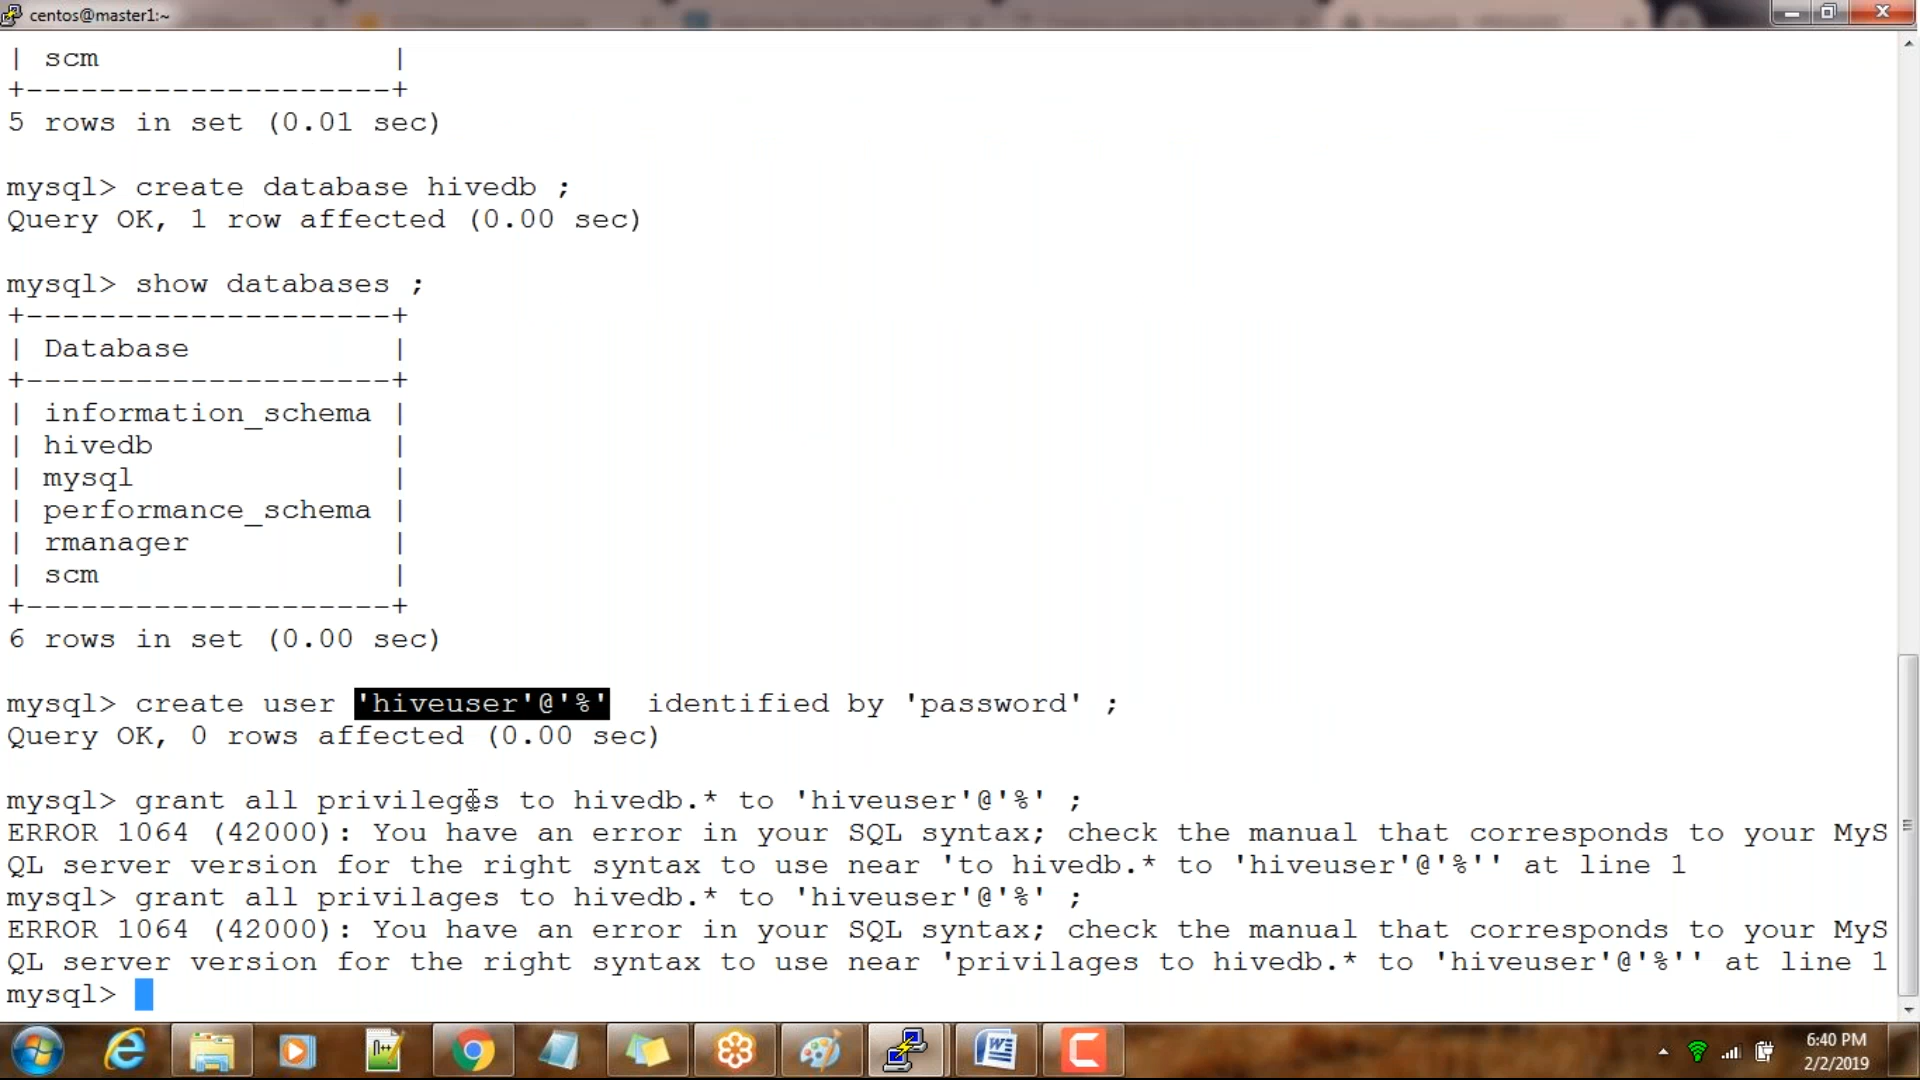 centos@master1:~
| scm                |
+--------------------+
5 rows in set (0.01 sec)
mysql> create database hivedb ;
Query OK, 1 row affected (0.00 sec)
mysql> show databases ;
+--------------------+
| Database           |
+--------------------+
| information_schema |
| hivedb             |
| mysql              |
| performance_schema |
| rmanager           |
| scm                |
+--------------------+
6 rows in set (0.00 sec)
mysql> create user 'hiveuser'@'%'  identified by 'password' ;
Query OK, 0 rows affected (0.00 sec)
mysql> grant all privileges to hivedb.* to 'hiveuser'@'%' ;
ERROR 1064 (42000): You have an error in your SQL syntax; check the manual that corresponds to your MyS
QL server version for the right syntax to use near 'to hivedb.* to 'hiveuser'@'%'' at line 1
mysql> grant all privilages to hivedb.* to 'hiveuser'@'%' ;
ERROR 1064 (42000): You have an error in your SQL syntax; check the manual that corresponds to your MyS
QL server version for the right syntax to use near 'privilages to hivedb.* to 'hiveuser'@'%'' at line 1
mysql>
6:40 PM
2/2/2019